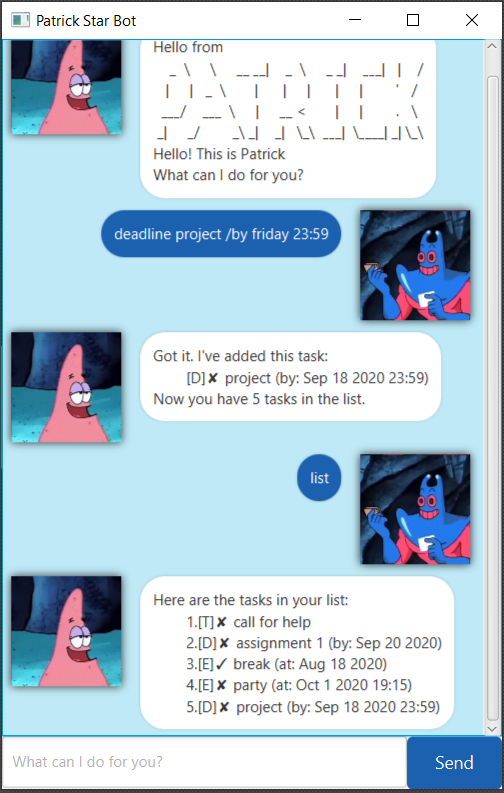 Patrick Star Bot
Hello from
PATRICK
Hello! This is Patrick
What can I do for you?
deadline project /by friday 23:59
Got it. I've added this task:
[D]✘ project (by: Sep 18 2020 23:59)
Now you have 5 tasks in the list.
list
Here are the tasks in your list:
1.[T]✘ call for help
2.[D]✘ assignment 1 (by: Sep 20 2020)
3.[E]✓ break (at: Aug 18 2020)
4.[E]✘ party (at: Oct 1 2020 19:15)
5.[D]✘ project (by: Sep 18 2020 23:59)
What can I do for you?
Send